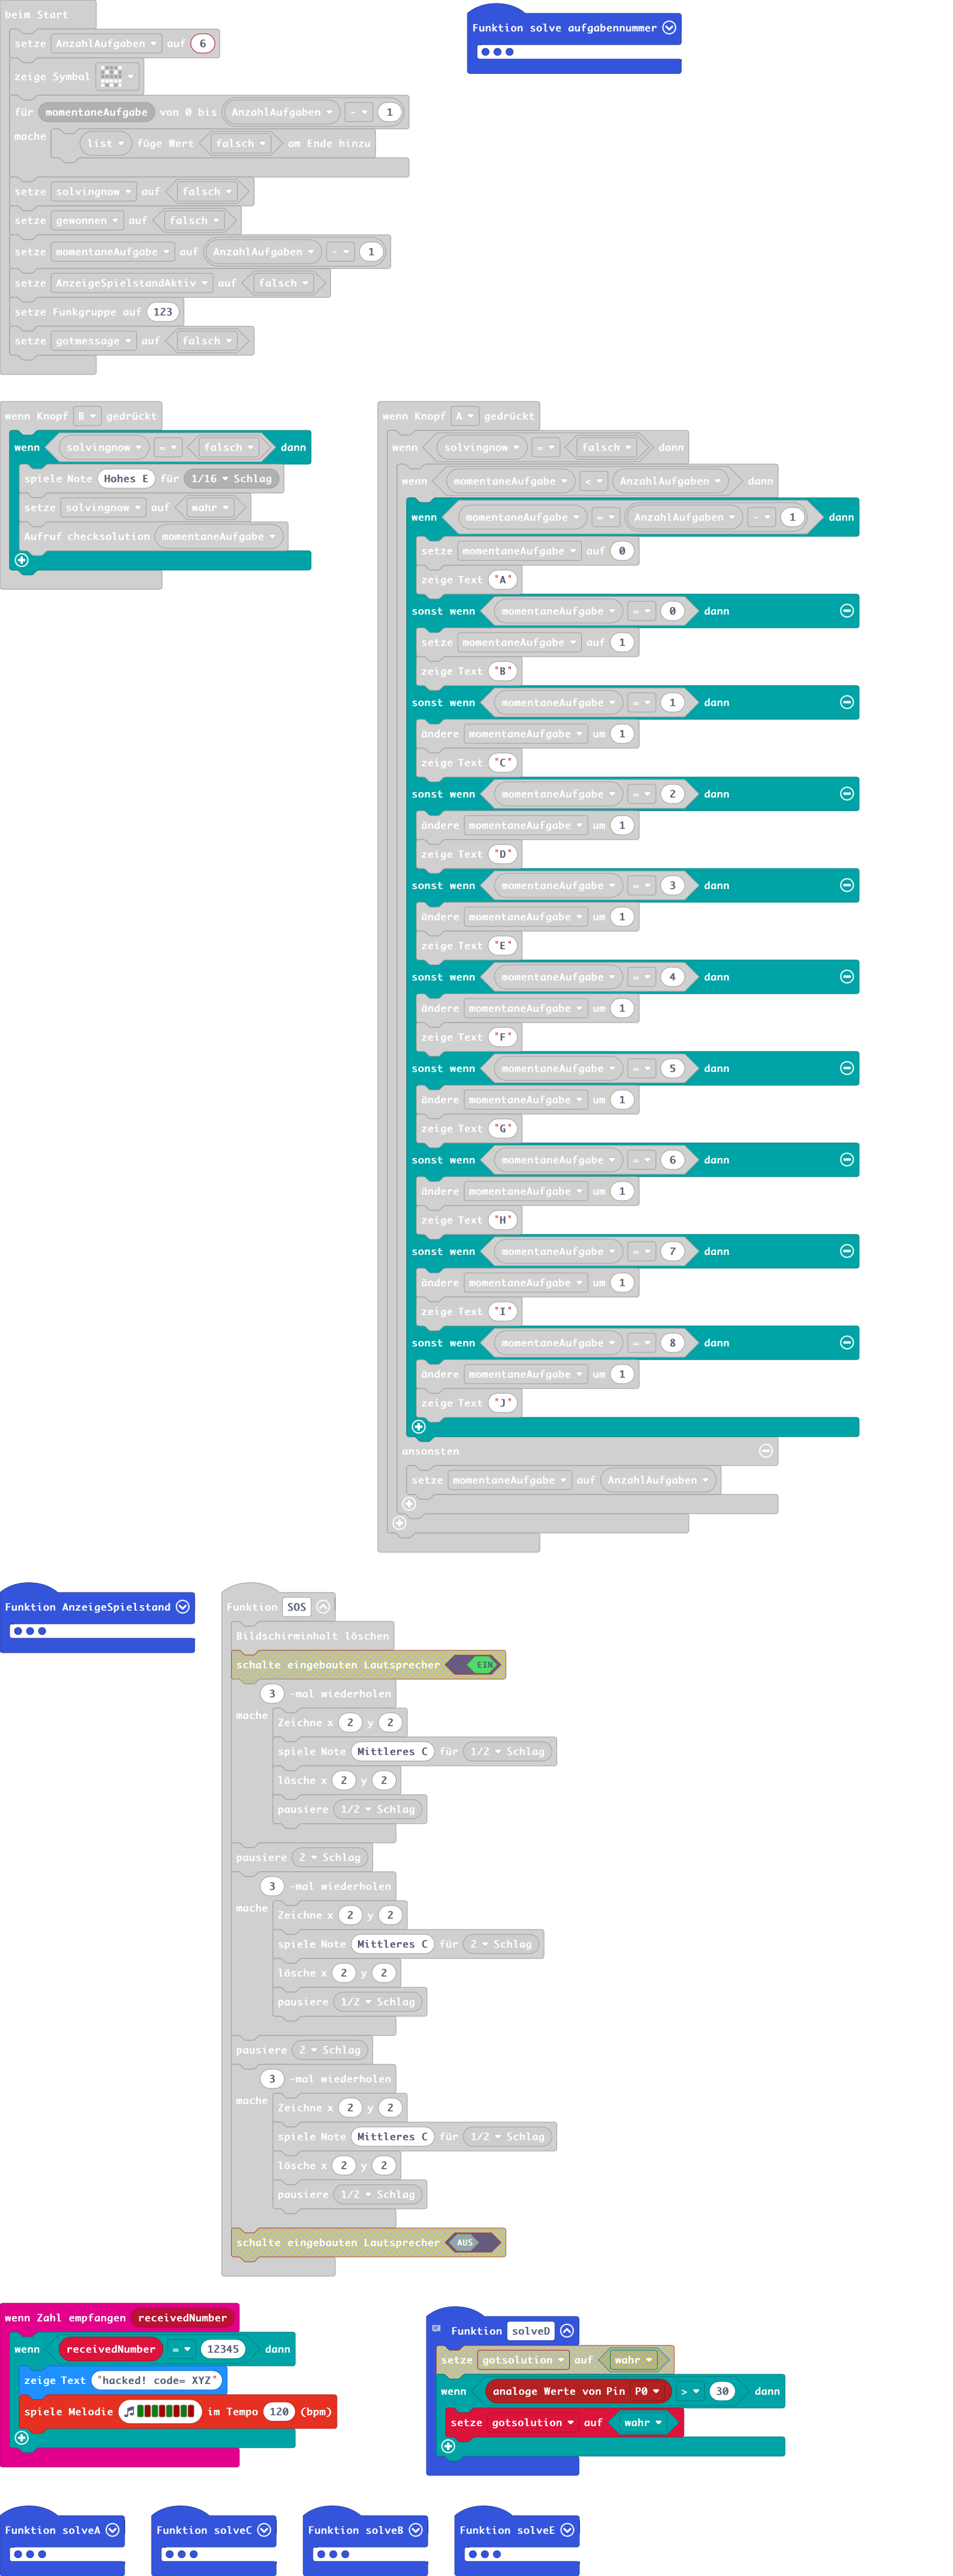 beim Start
setze AnzahlAufgaben auf 6
zeige Symbol
für momentaneAufgabe von 0 bis AnzahlAufgaben - 1
mache list füge Wert falsch am Ende hinzu
setze solvingnow auf falsch
setze gewonnen auf falsch
setze momentaneAufgabe auf AnzahlAufgaben - 1
setze AnzeigeSpielstandAktiv auf falsch
setze Funkgruppe auf 123
setze gotmessage auf falsch
Funktion solve aufgabennummer
wenn Knopf B gedrückt
wenn solvingnow = falsch dann
spiele Note Hohes E für 1/16 Schlag
setze solvingnow auf wahr
Aufruf checksolution momentaneAufgabe
wenn Knopf A gedrückt
wenn solvingnow = falsch dann
wenn momentaneAufgabe < AnzahlAufgaben dann
wenn momentaneAufgabe = AnzahlAufgaben - 1 dann
setze momentaneAufgabe auf 0
zeige Text "A"
sonst wenn momentaneAufgabe = 0 dann
setze momentaneAufgabe auf 1
zeige Text "B"
sonst wenn momentaneAufgabe = 1 dann
ändere momentaneAufgabe um 1
zeige Text "C"
sonst wenn momentaneAufgabe = 2 dann
ändere momentaneAufgabe um 1
zeige Text "D"
sonst wenn momentaneAufgabe = 3 dann
ändere momentaneAufgabe um 1
zeige Text "E"
sonst wenn momentaneAufgabe = 4 dann
ändere momentaneAufgabe um 1
zeige Text "F"
sonst wenn momentaneAufgabe = 5 dann
ändere momentaneAufgabe um 1
zeige Text "G"
sonst wenn momentaneAufgabe = 6 dann
ändere momentaneAufgabe um 1
zeige Text "H"
sonst wenn momentaneAufgabe = 7 dann
ändere momentaneAufgabe um 1
zeige Text "I"
sonst wenn momentaneAufgabe = 8 dann
ändere momentaneAufgabe um 1
zeige Text "J"
ansonsten
setze momentaneAufgabe auf AnzahlAufgaben
Funktion AnzeigeSpielstand
Funktion SOS
Bildschirminhalt löschen
schalte eingebauten Lautsprecher EIN
3 -mal wiederholen
mache Zeichne x 2 y 2
spiele Note Mittleres C für 1/2 Schlag
lösche x 2 y 2
pausiere 1/2 Schlag
pausiere 2 Schlag
3 -mal wiederholen
mache Zeichne x 2 y 2
spiele Note Mittleres C für 2 Schlag
lösche x 2 y 2
pausiere 1/2 Schlag
pausiere 2 Schlag
3 -mal wiederholen
mache Zeichne x 2 y 2
spiele Note Mittleres C für 1/2 Schlag
lösche x 2 y 2
pausiere 1/2 Schlag
schalte eingebauten Lautsprecher AUS
wenn Zahl empfangen receivedNumber
wenn receivedNumber = 12345 dann
zeige Text "hacked! code= XYZ"
spiele Melodie im Tempo 120 (bpm)
Funktion solveD
setze gotsolution auf wahr
wenn analoge Werte von Pin P0 > 30 dann
setze gotsolution auf wahr
Funktion solveA
Funktion solveC
Funktion solveB
Funktion solveE